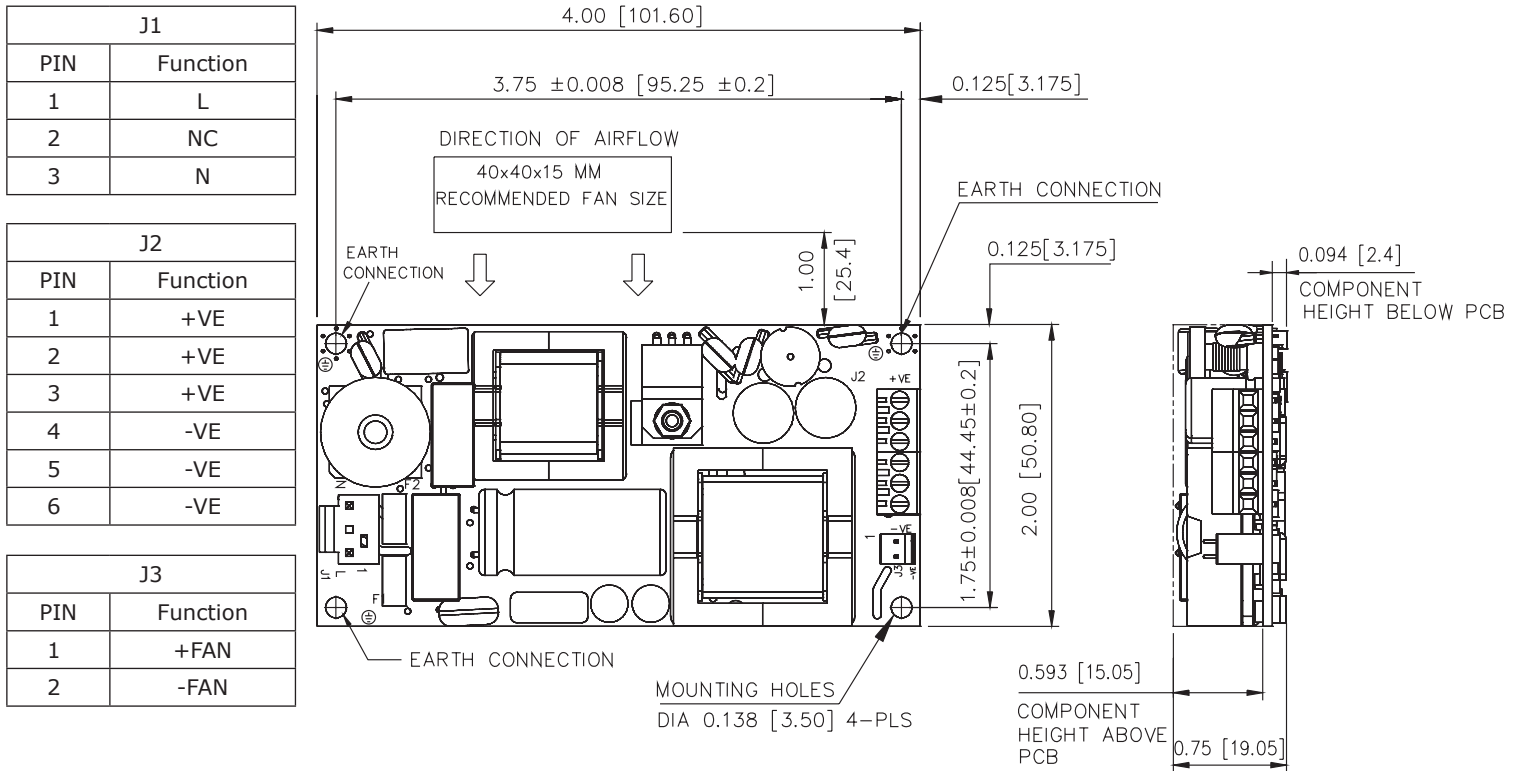 J1
PIN Function
1 L
2 NC
3 N
J2
PIN Function
1 +VE
2 +VE
3 +VE
4 -VE
5 -VE
6 -VE
J3
PIN Function
1 +FAN
2 -FAN
4.00 [101.60]
3.75 ±0.008 [95.25 ±0.2]
0.125[3.175]
DIRECTION OF AIRFLOW
40x40x15 MM
RECOMMENDED FAN SIZE
EARTH CONNECTION
EARTH
CONNECTION
1.00
[25.4]
0.125[3.175]
0.094 [2.4]
COMPONENT
HEIGHT BELOW PCB
J2
+VE
N
F2
1.75±0.008[44.45±0.2]
2.00 [50.80]
-VE
1
J3
-VE
J1
L
1
F
EARTH CONNECTION
MOUNTING HOLES
DIA 0.138 [3.50] 4-PLS
0.593 [15.05]
COMPONENT
HEIGHT ABOVE
PCB
0.75 [19.05]